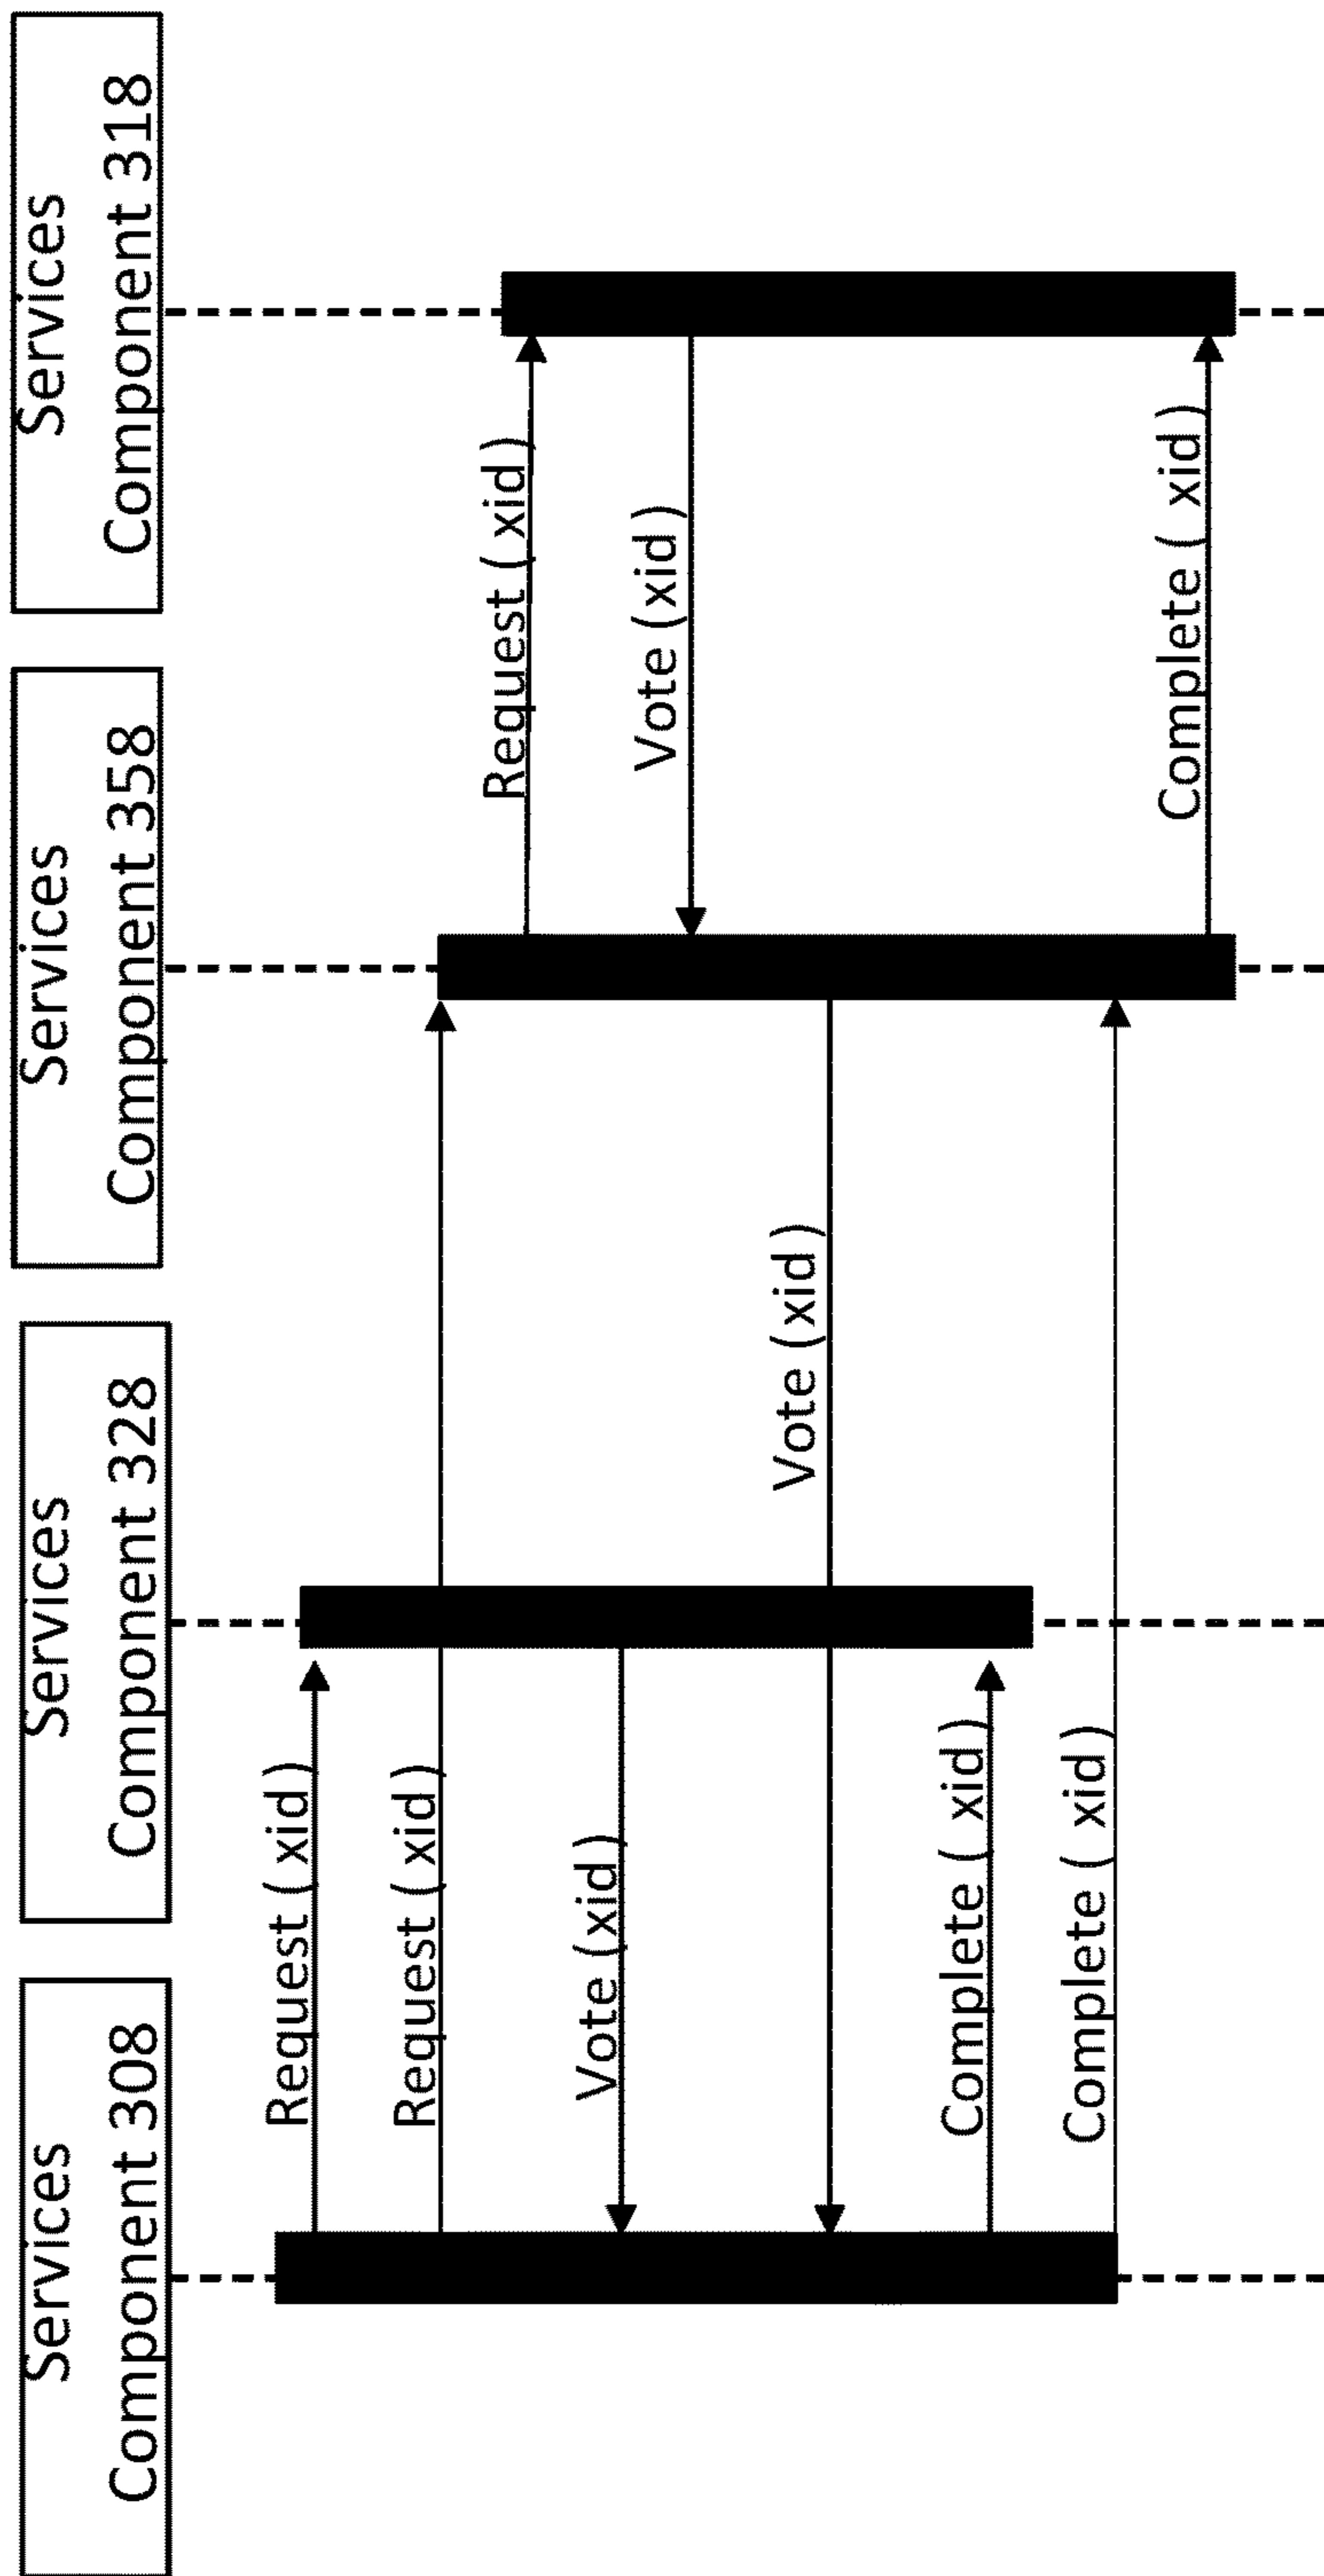 Services
Component 308
Services
Component 328
Services
Component 358
Services
Component 318
Request ( xid )
Request ( xid )
Request ( xid )
Vote (xid )
Vote (xid )
Vote (xid )
Complete ( xid )
Complete ( xid )
Complete ( xid )